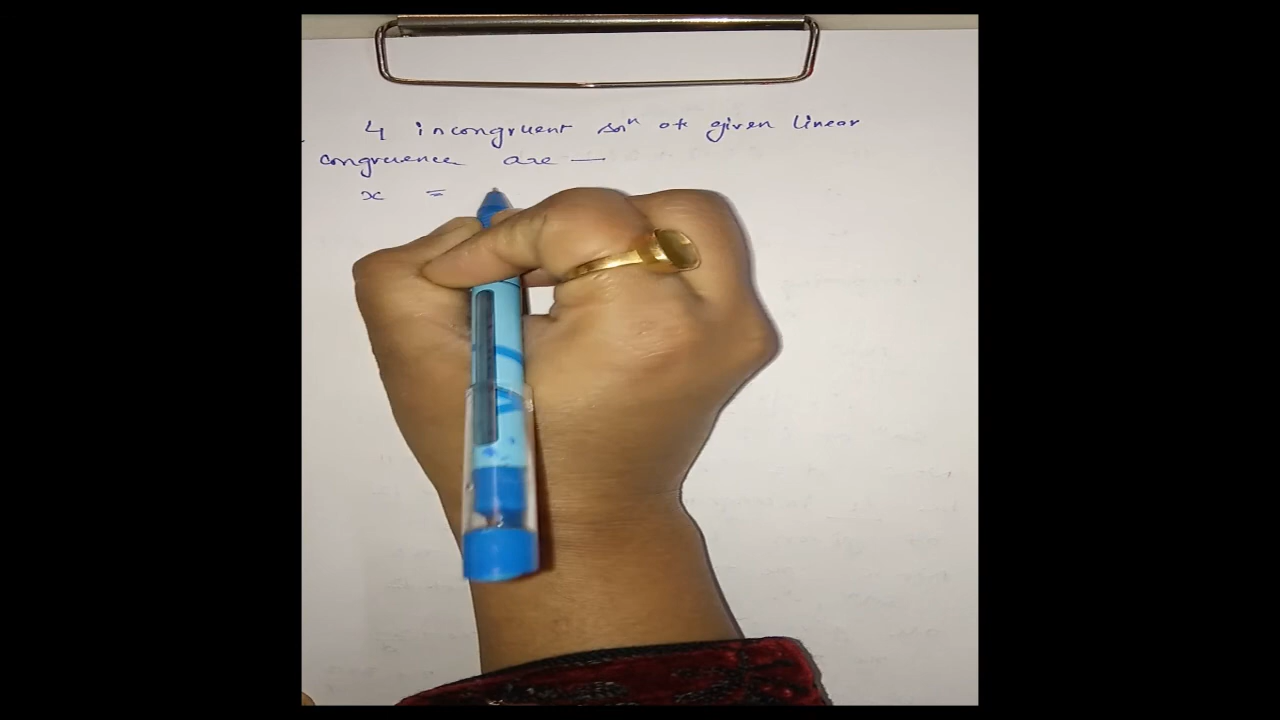 4 incongruent solⁿ of given linear
congruence are —
x ≡